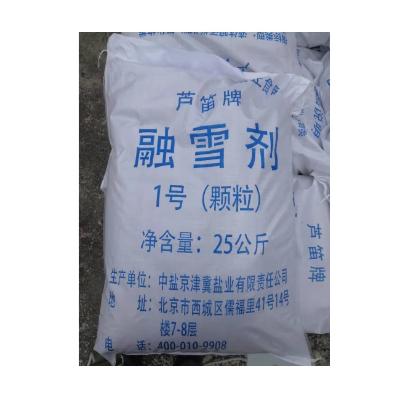 芦笛牌
融雪剂
1号（颗粒）
净含量：25公斤
生产单位：中盐京津冀盐业有限责任公司
地 址：北京市西城区儒福里41号14号
楼7-8层
电 话：400-010-9908
芦笛牌